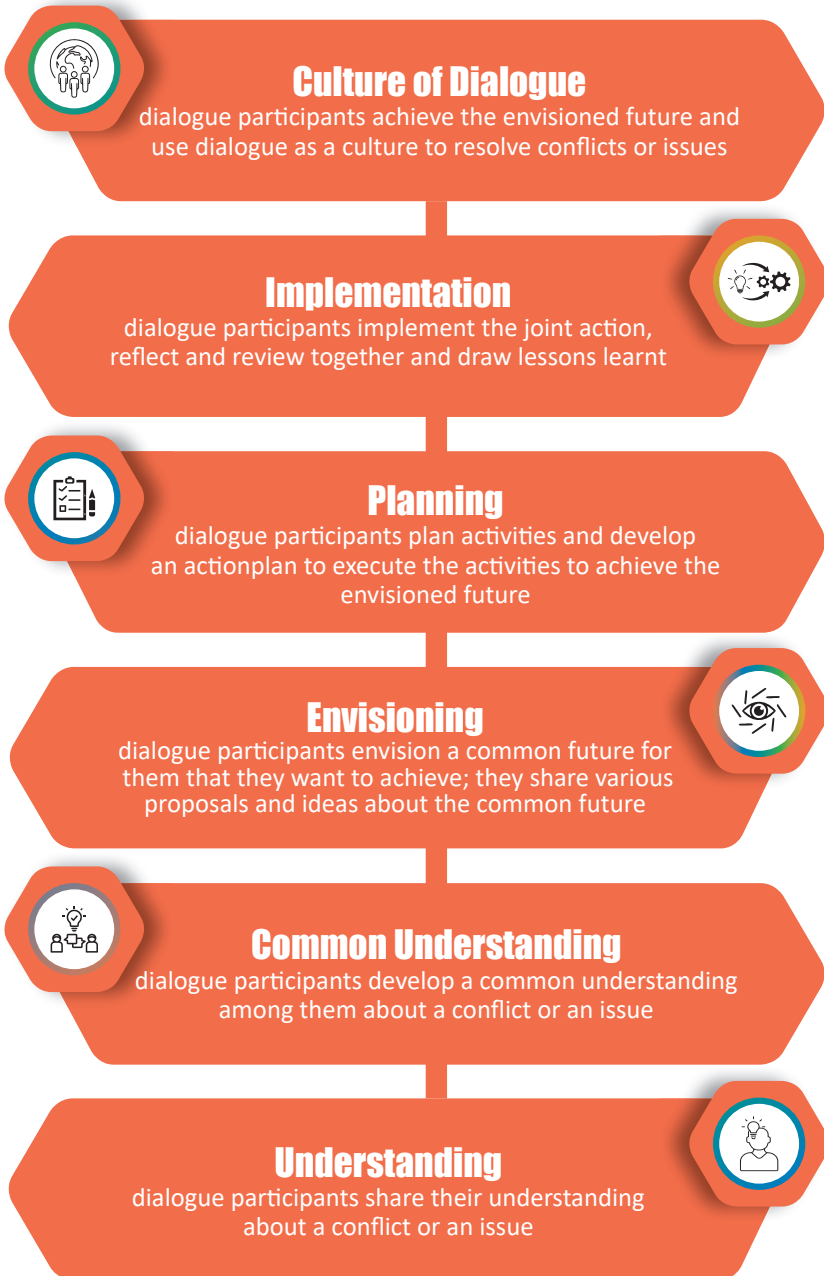 Culture of Dialogue
dialogue participants achieve the envisioned future and
use dialogue as a culture to resolve conflicts or issues
Implementation
dialogue participants implement the joint action,
reflect and review together and draw lessons learnt
Planning
dialogue participants plan activities and develop
an actionplan to execute the activities to achieve the
envisioned future
Envisioning
dialogue participants envision a common future for
them that they want to achieve; they share various
proposals and ideas about the common future
Common Understanding
dialogue participants develop a common understanding
among them about a conflict or an issue
Understanding
dialogue participants share their understanding
about a conflict or an issue